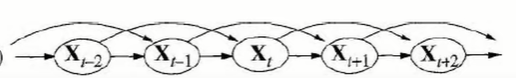 ) X_{t–2} X_{t–1} X_t X_{t+1} X_{t+2}